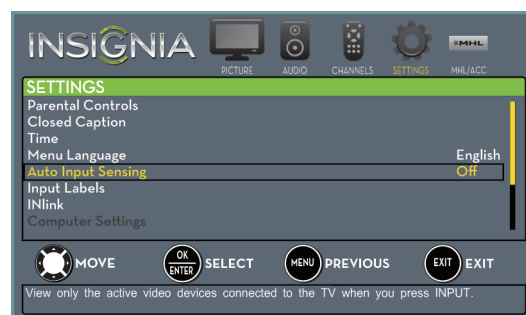 INSIGNIA
PICTURE AUDIO CHANNELS SETTINGS MHL MHL/ACC
SETTINGS
Parental Controls
Closed Caption
Time
Menu Language English
Auto Input Sensing Off
Input Labels
INlink
Computer Settings
MOVE OK ENTER SELECT MENU PREVIOUS EXIT EXIT
View only the active video devices connected to the TV when you press INPUT.